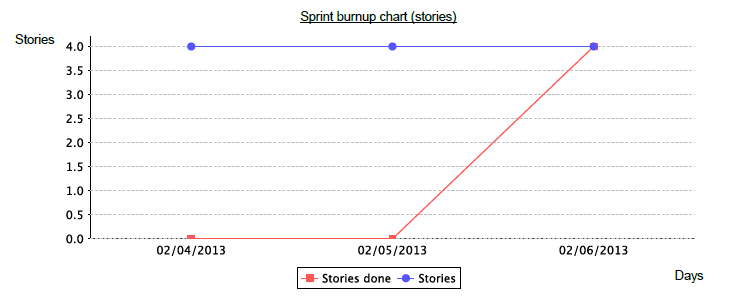 Sprint burnup chart (stories)
Stories
4.0
3.5
3.0
2.5
2.0
1.5
1.0
0.5
0.0
02/04/2013 02/05/2013 02/06/2013
Days
Stories done Stories